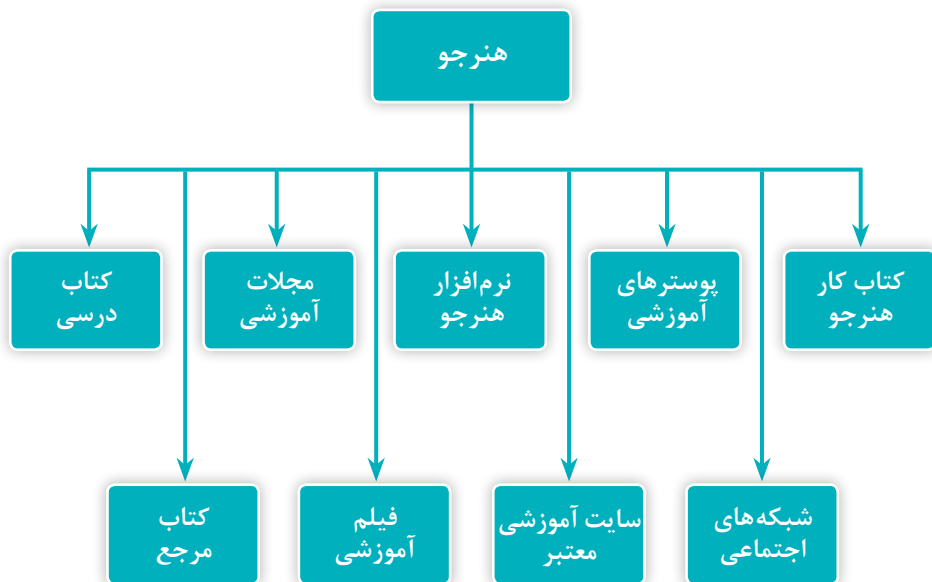 هنرجو
کتاب کار
هنرجو
پوسترهای
آموزشی
نرم‌افزار
هنرجو
مجلات
آموزشی
کتاب
درسی
شبکه‌های
اجتماعی
سایت آموزشی
معتبر
فیلم
آموزشی
کتاب
مرجع